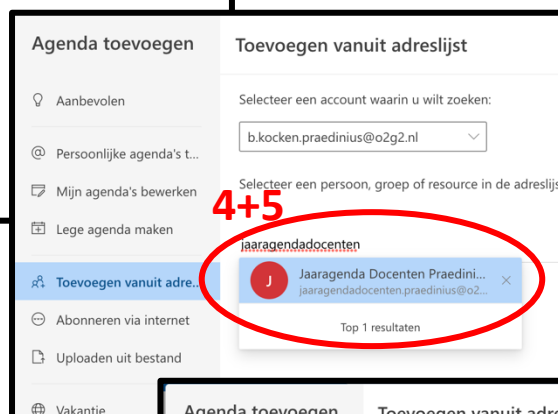 Agenda toevoegen
Aanbevolen
Persoonlijke agenda's t...
Mijn agenda's bewerken
Lege agenda maken
Toevoegen vanuit adre...
Abonneren via internet
Uploaden uit bestand
Vakantie
Toevoegen vanuit adreslijst
Selecteer een account waarin u wilt zoeken:
b.kocken.praedinius@o2g2.nl
Selecteer een persoon, groep of resource in de adreslijs
4+5
jaaragendadocenten
J
Jaaragenda Docenten Praedini...
jaaragendadocenten.praedinius@o2...
Top 1 resultaten
Agenda toevoegen
Toevoegen vanuit adre